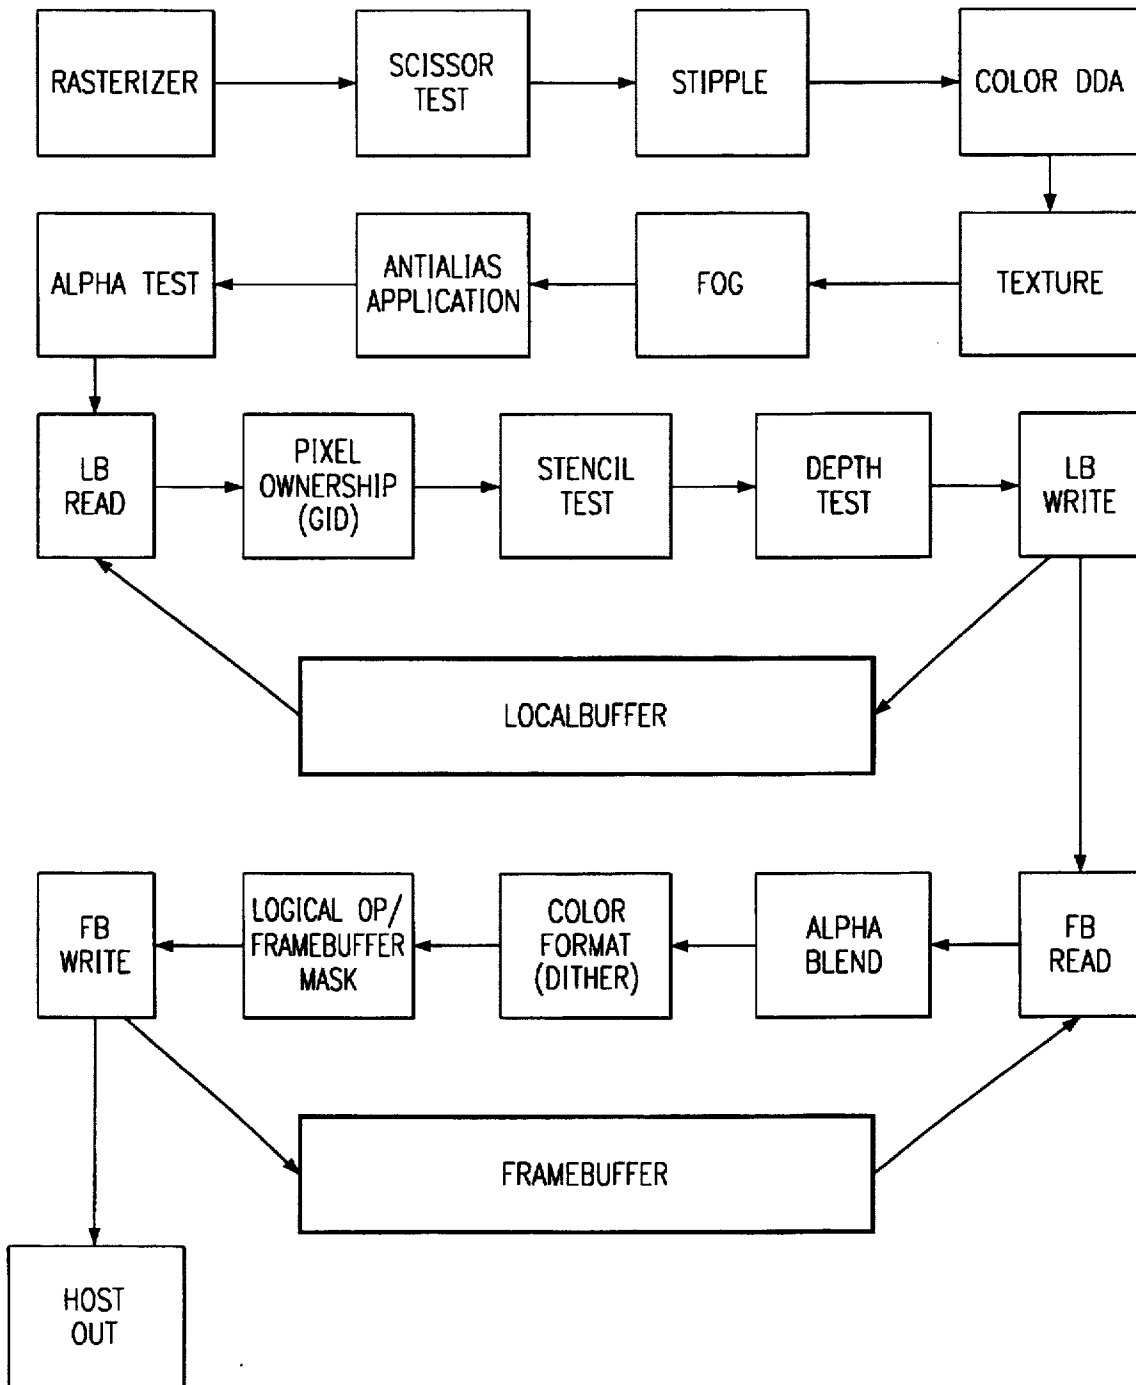 RASTERIZER
SCISSOR
TEST
STIPPLE
COLOR DDA
ALPHA TEST
ANTIALIAS
APPLICATION
FOG
TEXTURE
LB
READ
PIXEL
OWNERSHIP
(GID)
STENCIL
TEST
DEPTH
TEST
LB
WRITE
LOCALBUFFER
FB
WRITE
LOGICAL OP/
FRAMEBUFFER
MASK
COLOR
FORMAT
(DITHER)
ALPHA
BLEND
FB
READ
FRAMEBUFFER
HOST
OUT